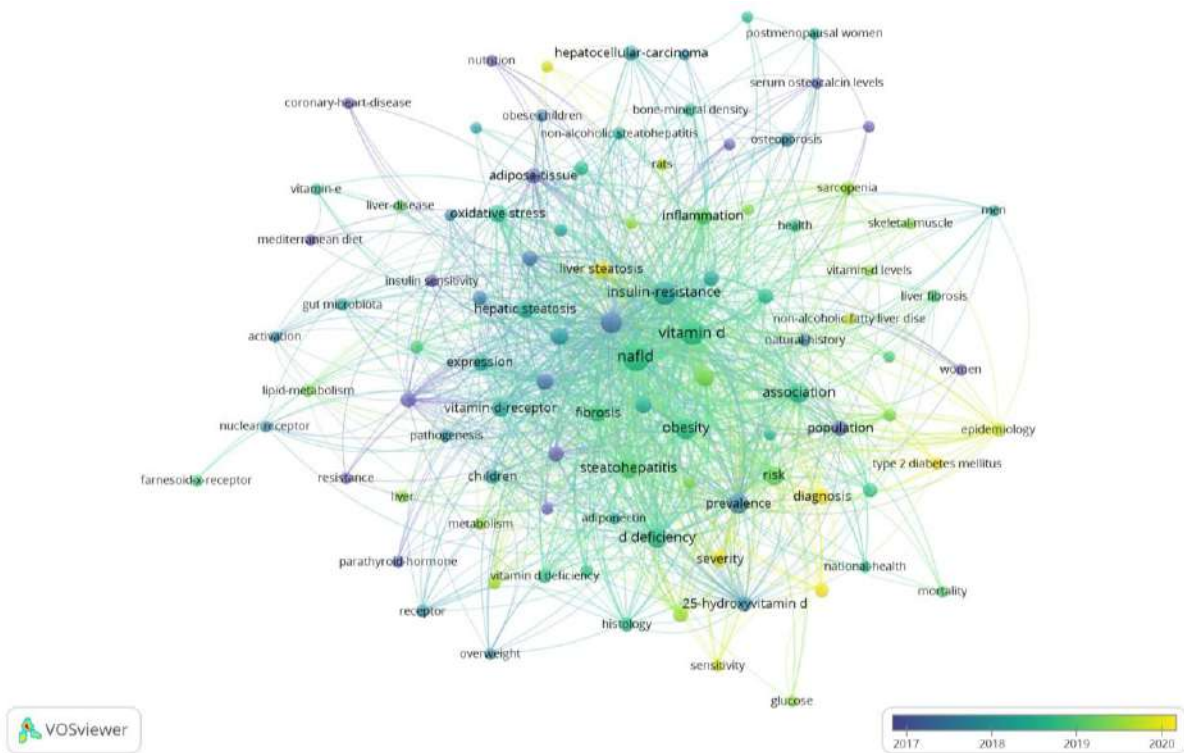 postmenopausal women
hepatocellular-carcinoma
nutrition
serum osteocalcin levels
coronary-heart-disease
obese children
bone-mineral density
non-alcoholic steatohepatitis
osteoporosis
rats
adipose-tissue
vitamin-e
sarcopenia
liver-disease
oxidative stress
inflammation
men
health
skeletal-muscle
mediterranean diet
liver steatosis
vitamin-d levels
insulin sensitivity
insulin-resistance
liver fibrosis
gut microbiota
hepatic steatosis
non-alcoholic fatty liver dise
activation
vitamin d
natural-history
nafld
expression
women
lipid-metabolism
association
vitamin-d-receptor
fibrosis
nuclear receptor
obesity
population
epidemiology
pathogenesis
type 2 diabetes mellitus
steatohepatitis
farnesoid-x-receptor
resistance
children
risk
liver
prevalence
diagnosis
metabolism
adiponectin
d deficiency
parathyroid-hormone
severity
national-health
vitamin d deficiency
mortality
receptor
25-hydroxyvitamin d
histology
overweight
sensitivity
glucose
VOSviewer
2017 2018 2019 2020